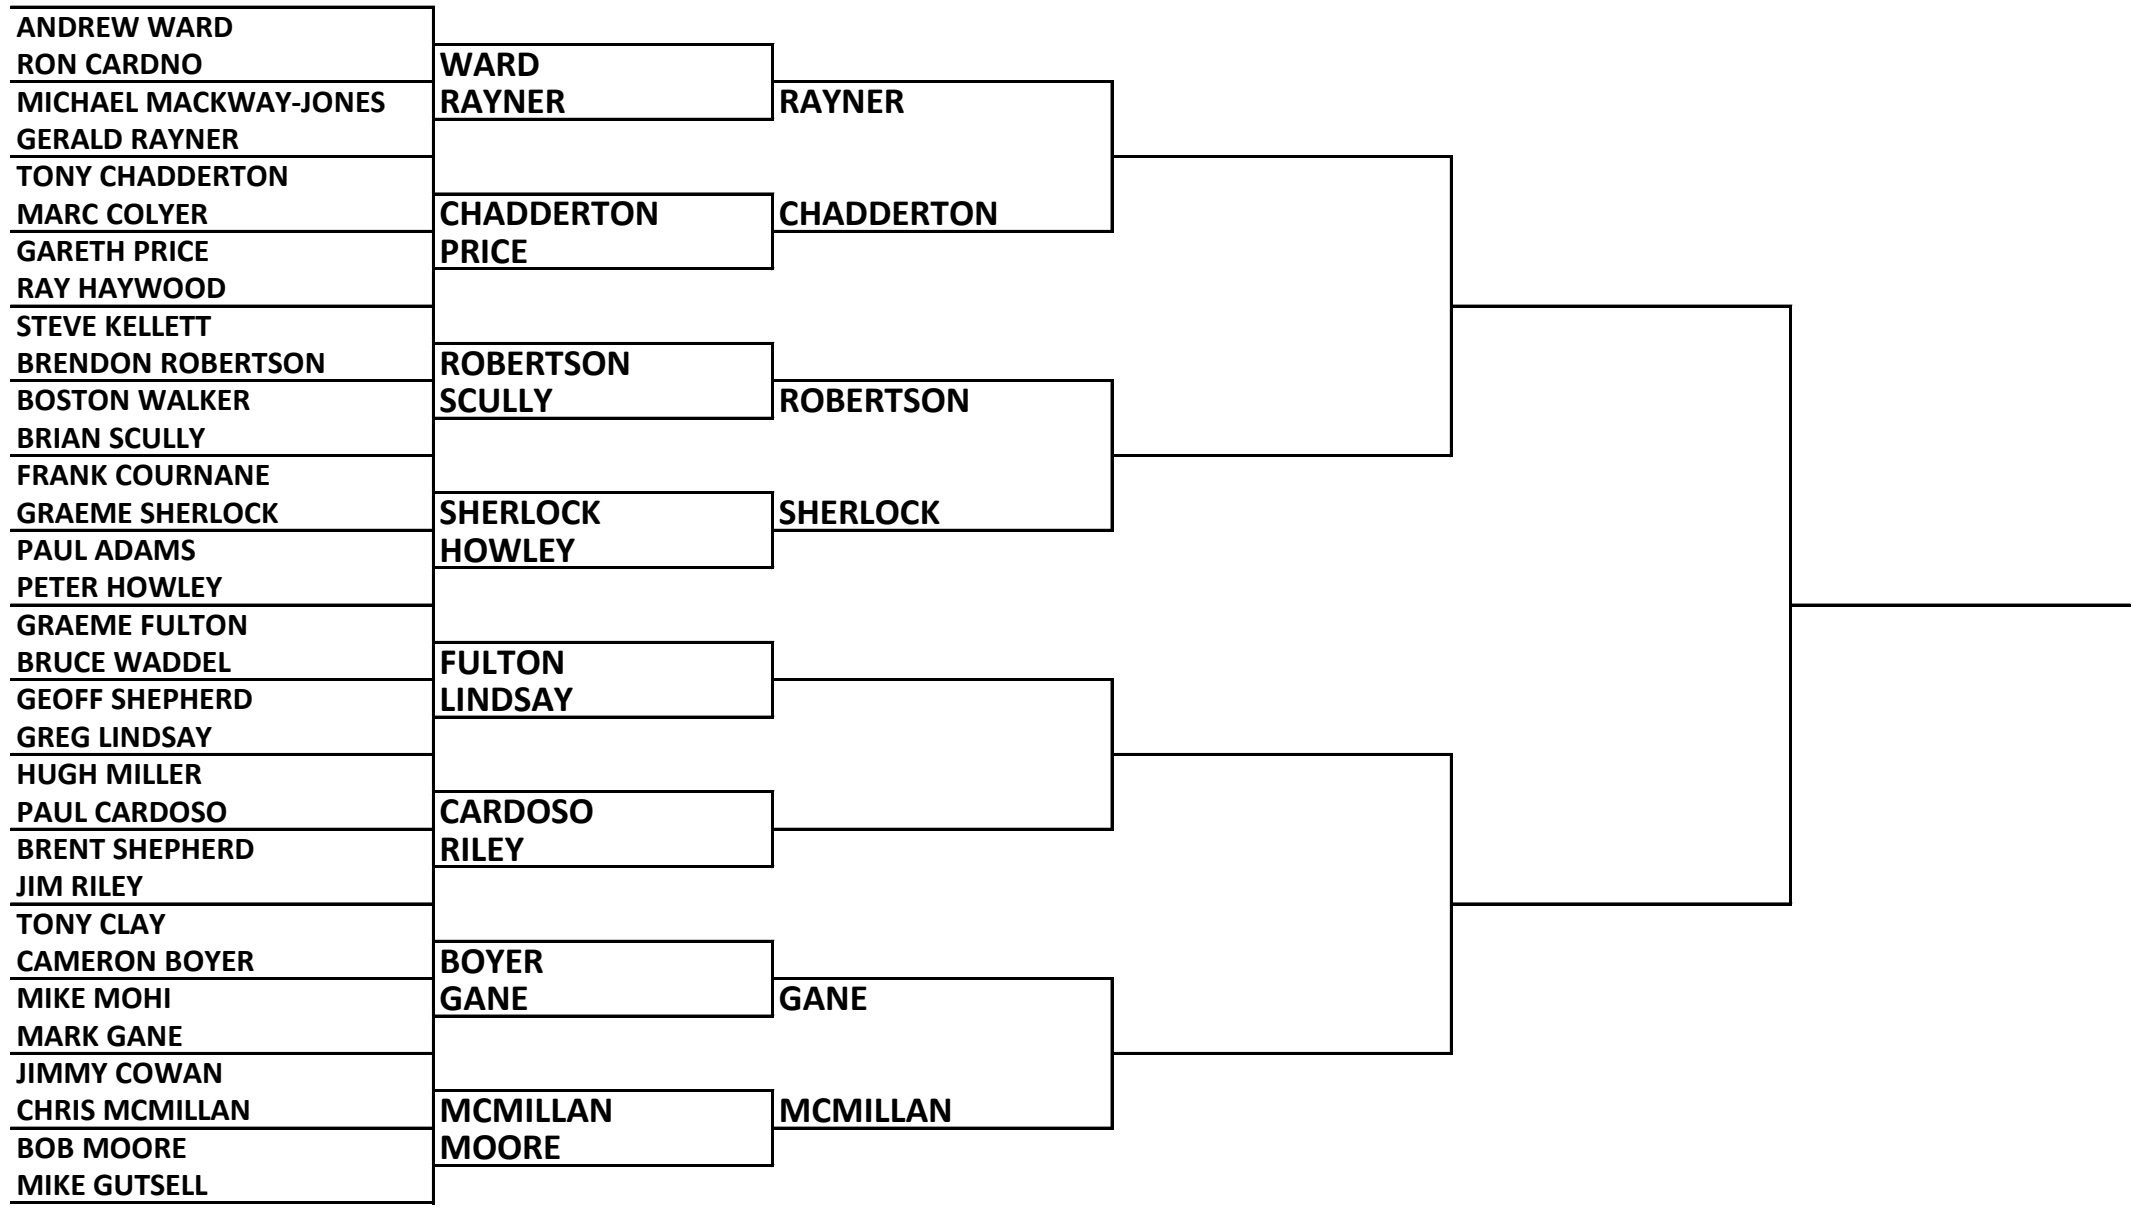 ANDREW WARD
RON CARDNO
MICHAEL MACKWAY-JONES
GERALD RAYNER
TONY CHADDERTON
MARC COLYER
GARETH PRICE
RAY HAYWOOD
STEVE KELLETT
BRENDON ROBERTSON
BOSTON WALKER
BRIAN SCULLY
FRANK COURNANE
GRAEME SHERLOCK
PAUL ADAMS
PETER HOWLEY
GRAEME FULTON
BRUCE WADDEL
GEOFF SHEPHERD
GREG LINDSAY
HUGH MILLER
PAUL CARDOSO
BRENT SHEPHERD
JIM RILEY
TONY CLAY
CAMERON BOYER
MIKE MOHI
MARK GANE
JIMMY COWAN
CHRIS MCMILLAN
BOB MOORE
MIKE GUTSELL
WARD
RAYNER
CHADDERTON
PRICE
ROBERTSON
SCULLY
SHERLOCK
HOWLEY
FULTON
LINDSAY
CARDOSO
RILEY
BOYER
GANE
MCMILLAN
MOORE
RAYNER
CHADDERTON
ROBERTSON
SHERLOCK
GANE
MCMILLAN